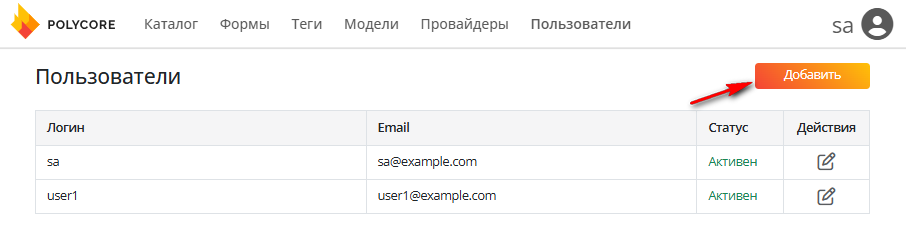 POLYCORE Каталог Формы Теги Модели Провайдеры Пользователи sa
Пользователи Добавить
Логин Email Статус Действия
sa sa@example.com Активен
user1 user1@example.com Активен